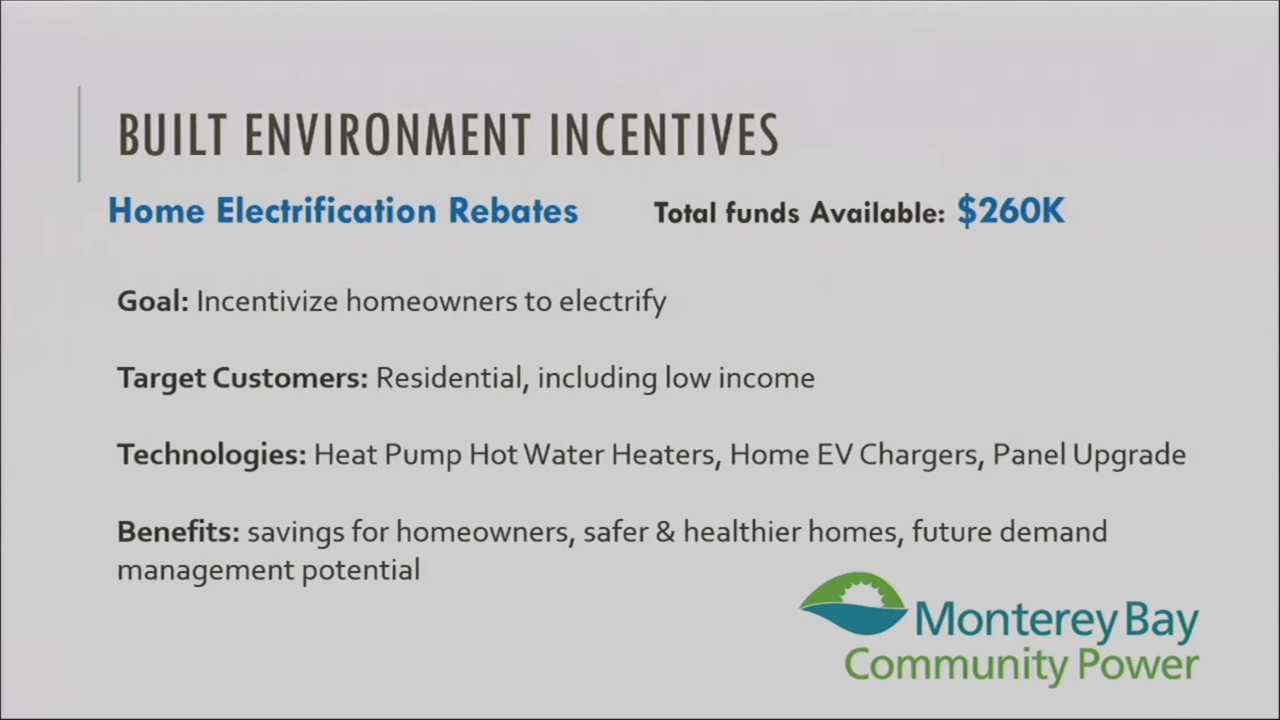 BUILT ENVIRONMENT INCENTIVES
Home Electrification Rebates Total funds Available: $260K
Goal: Incentivize homeowners to electrify
Target Customers: Residential, including low income
Technologies: Heat Pump Hot Water Heaters, Home EV Chargers, Panel Upgrade
Benefits: savings for homeowners, safer & healthier homes, future demand
management potential
Monterey Bay
Community Power